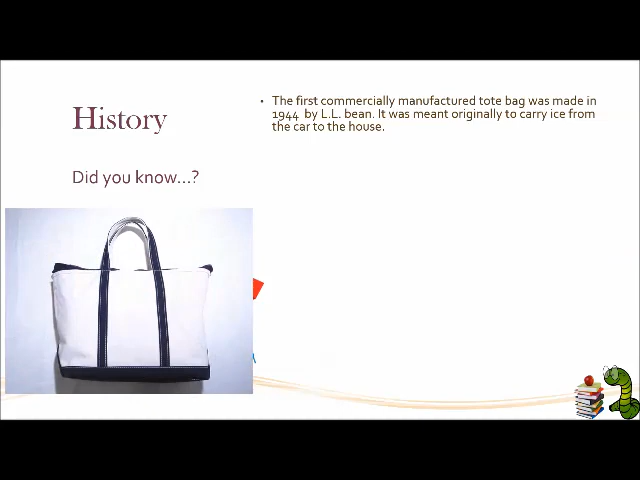 History
Did you know...?
• The first commercially manufactured tote bag was made in
1944 by L.L. bean. It was meant originally to carry ice from
the car to the house.